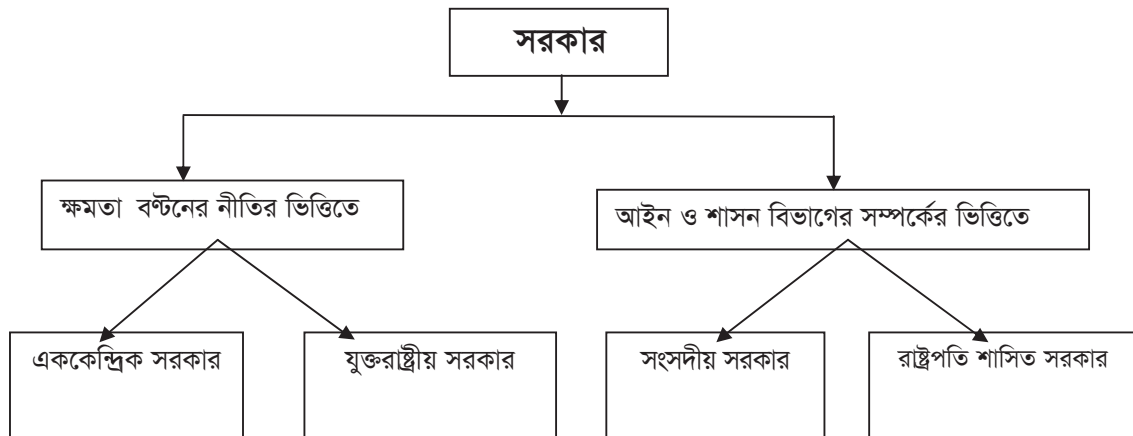 সরকার
ক্ষমতা বণ্টনের নীতির ভিত্তিতে
আইন ও শাসন বিভাগের সম্পর্কের ভিত্তিতে
এককেন্দ্রিক সরকার
যুক্তরাষ্ট্রীয় সরকার
সংসদীয় সরকার
রাষ্ট্রপতি শাসিত সরকার